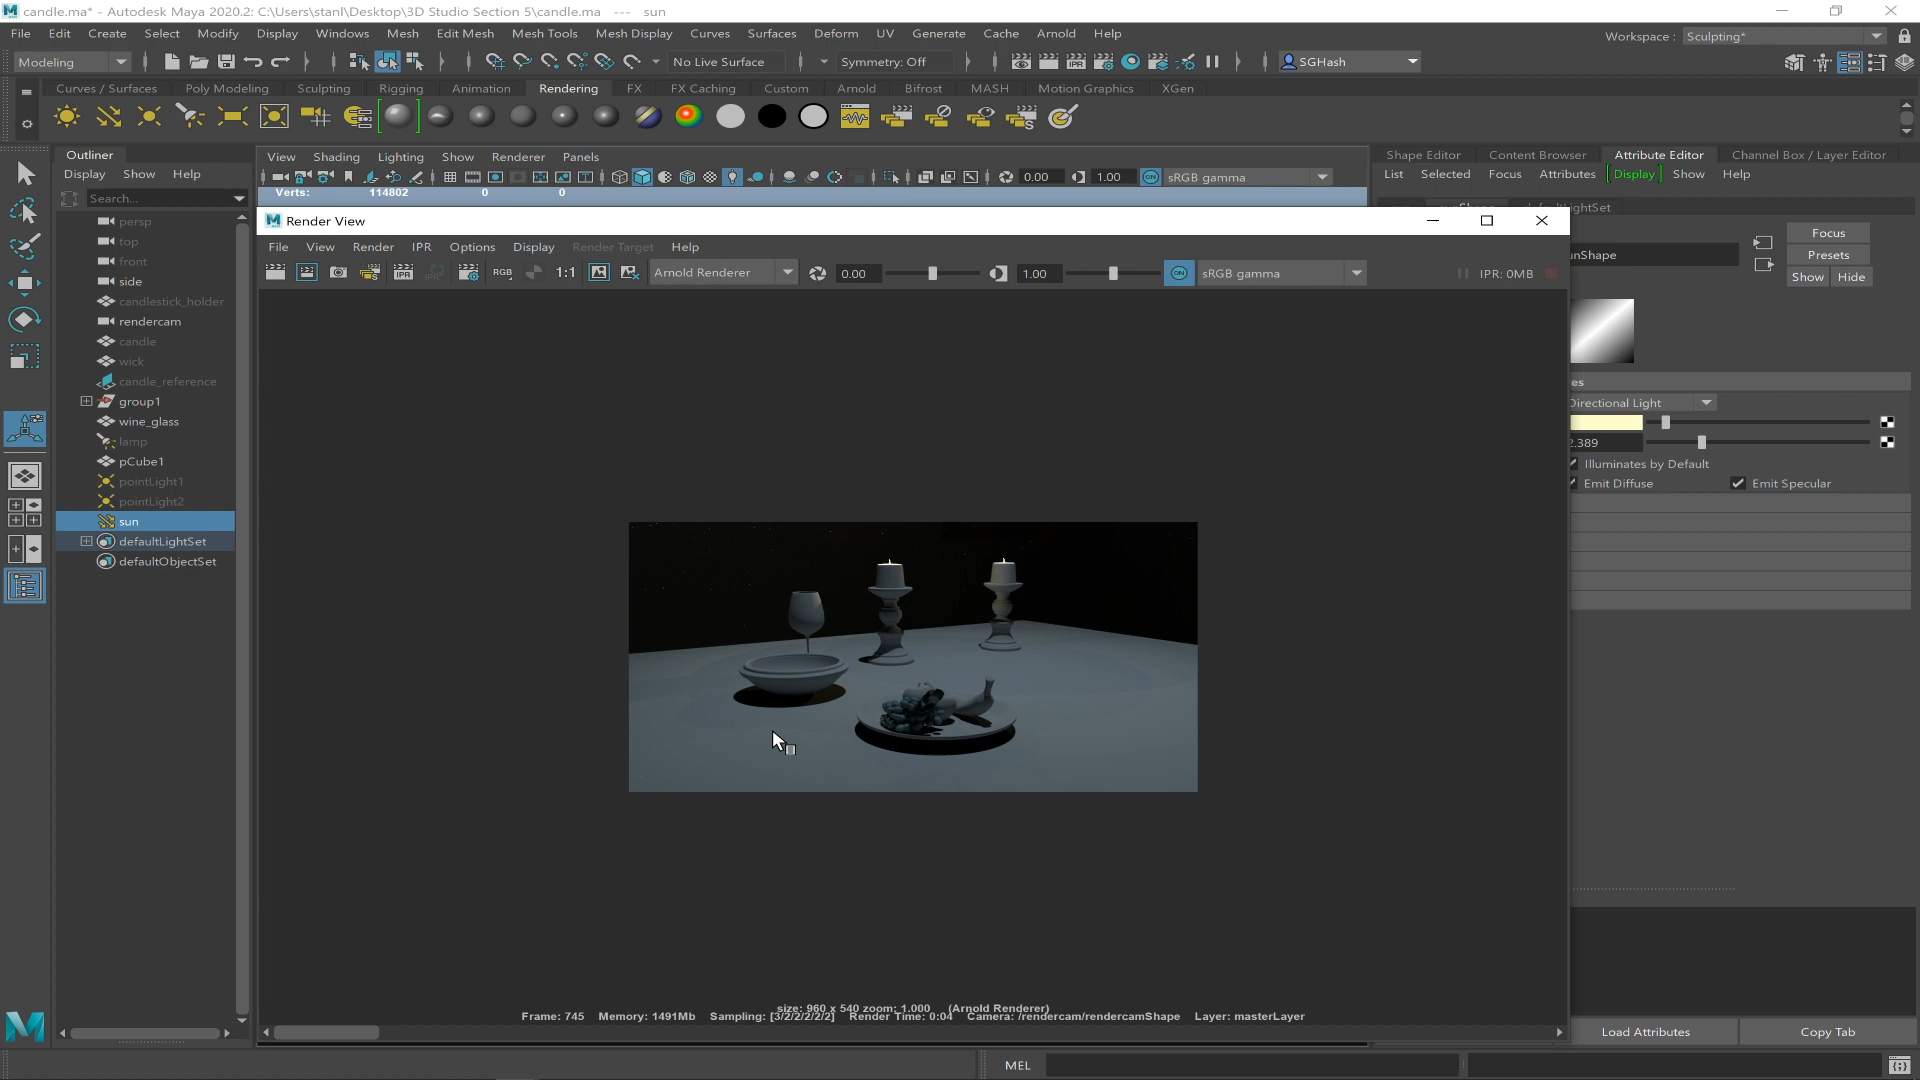 candle.ma* - Autodesk Maya 2020.2: C:\Users\stanl\Desktop\3D Studio Section 5\candle.ma --- sun
File Edit Create Select Modify Display Windows Mesh Edit Mesh Mesh Tools Mesh Display Curves Surfaces Deform UV Generate Cache Arnold Help
Workspace : Sculpting*
Modeling No Live Surface Symmetry: Off SGHash
Curves / Surfaces Poly Modeling Sculpting Rigging Animation Rendering FX FX Caching Custom Arnold Bifrost MASH Motion Graphics XGen
Outliner
Display Show Help
Search...
persp
top
front
side
candlestick_holder
rendercam
candle
wick
candle_reference
group1
wine_glass
lamp
pCube1
pointLight1
pointLight2
sun
defaultLightSet
defaultObjectSet
View Shading Lighting Show Renderer Panels
0.00 1.00 ON sRGB gamma
Verts: 114802 0 0
Render View
File View Render IPR Options Display Render Target Help
IPR RGB 1:1 Arnold Renderer 0.00 1.00 ON sRGB gamma IPR: 0MB
size: 960 x 540 zoom: 1.000 (Arnold Renderer)
Frame: 745 Memory: 1491Mb Sampling: [3/2/2/2/2/2] Render Time: 0:04 Camera: /rendercam/rendercamShape Layer: masterLayer
Shape Editor Content Browser Attribute Editor Channel Box / Layer Editor
List Selected Focus Attributes Display Show Help
Focus
Presets
Show Hide
unShape
es
Directional Light
2.389
Illuminates by Default
Emit Diffuse Emit Specular
Load Attributes Copy Tab
MEL